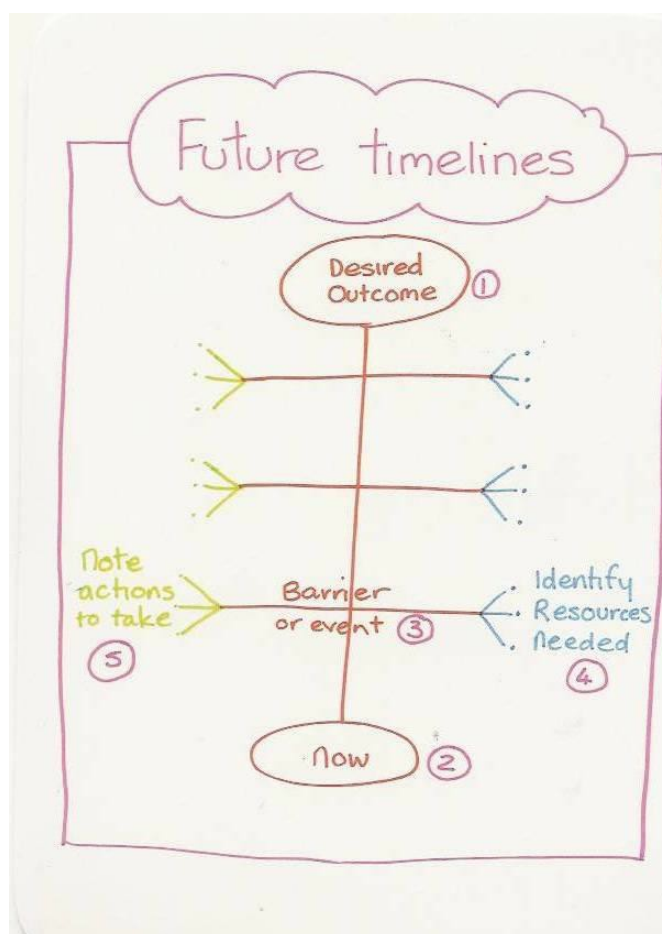 Future timelines
Desired
Outcome
1
Note
actions
to take
5
Barrier
or event
3
Identify
Resources
Needed
4
Now
2